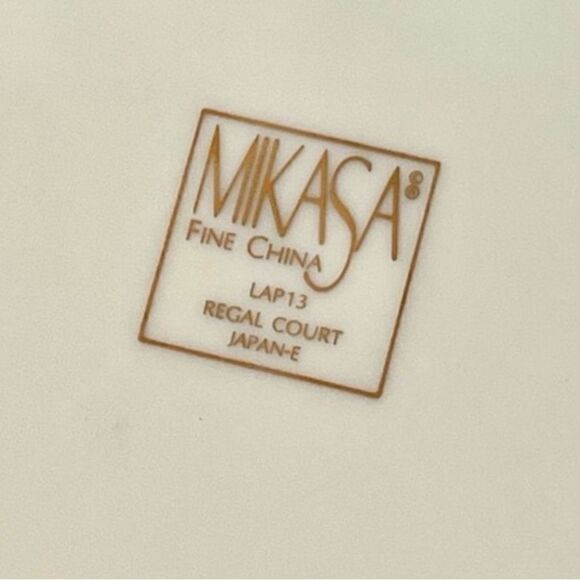 MIKASA©®
FINE CHINA
LAP13
REGAL COURT
JAPAN-E